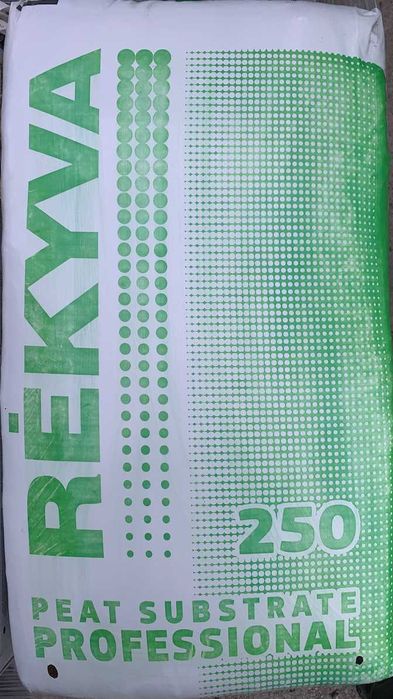 RĖKYVA
250
PEAT SUBSTRATE
PROFESSIONAL